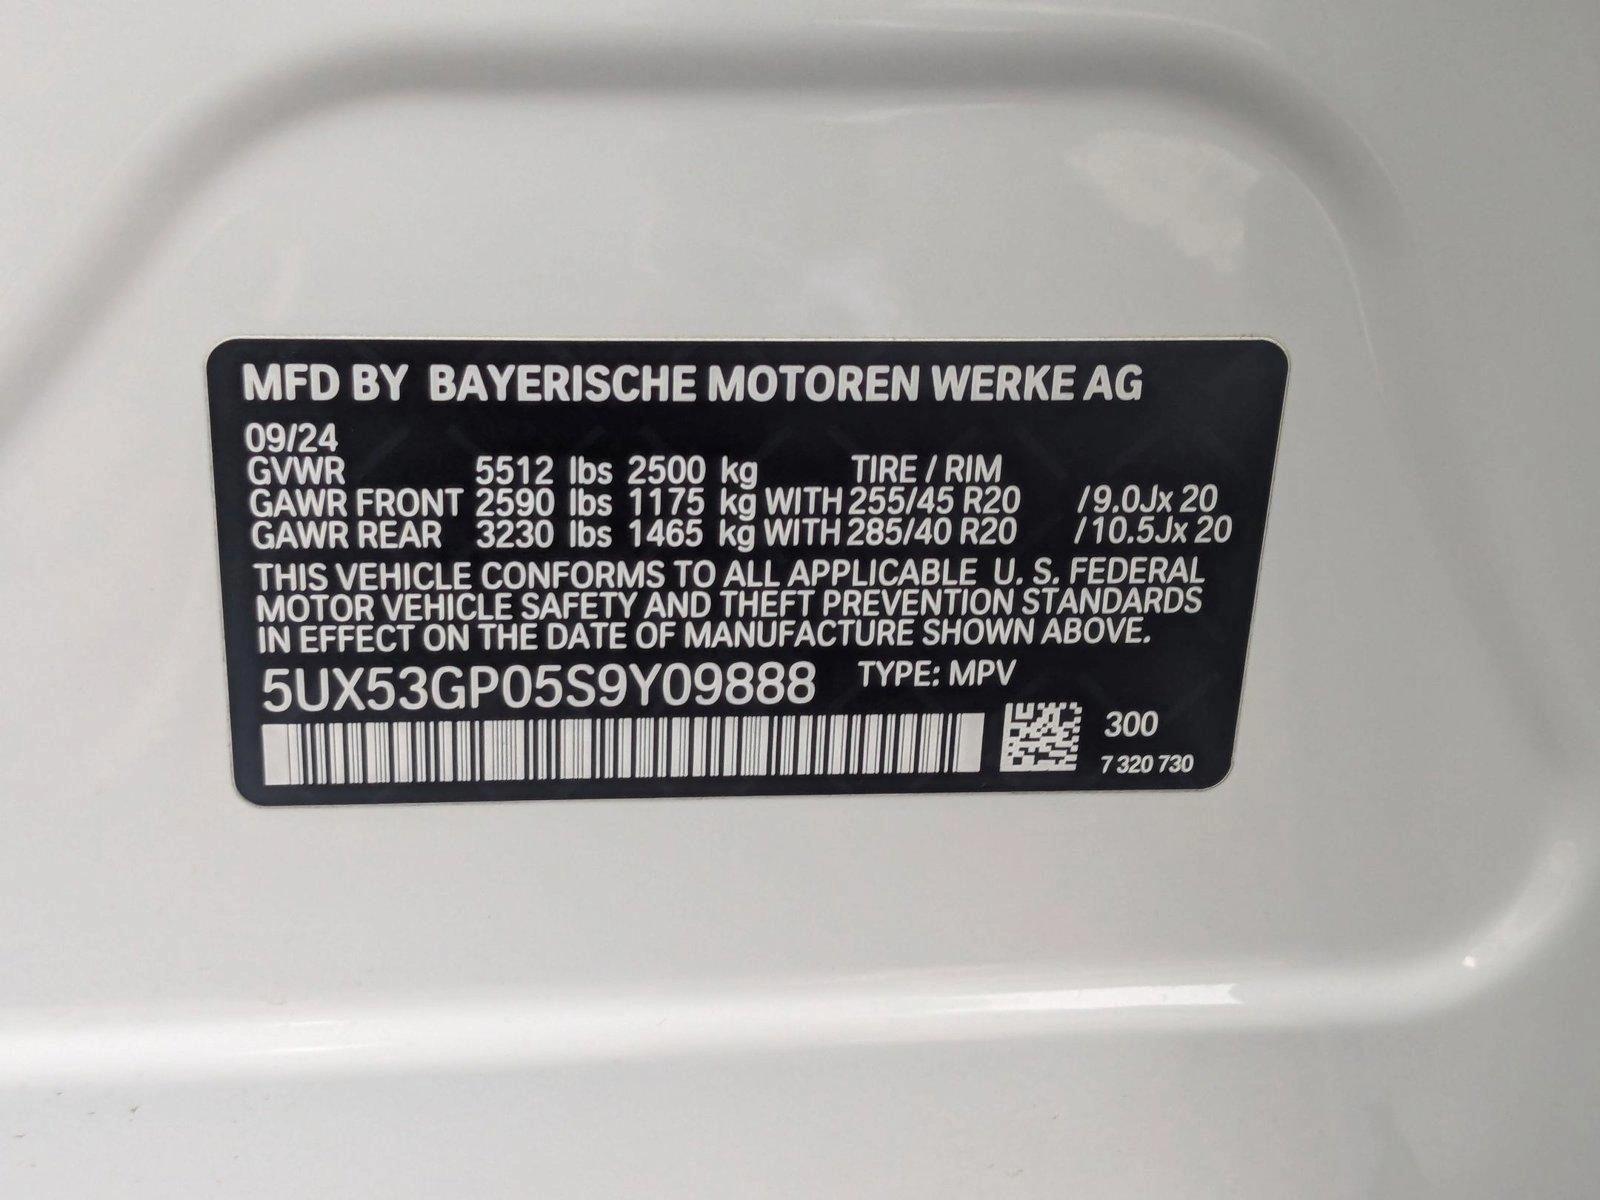 MFD BY BAYERISCHE MOTOREN WERKE AG
09/24
GVWR 5512 lbs 2500 kg TIRE / RIM
GAWR FRONT 2590 lbs 1175 kg WITH 255/45 R20 /9.0Jx 20
GAWR REAR 3230 lbs 1465 kg WITH 285/40 R20 /10.5Jx 20
THIS VEHICLE CONFORMS TO ALL APPLICABLE U. S. FEDERAL
MOTOR VEHICLE SAFETY AND THEFT PREVENTION STANDARDS
IN EFFECT ON THE DATE OF MANUFACTURE SHOWN ABOVE.
5UX53GP05S9Y09888 TYPE: MPV
300
7 320 730